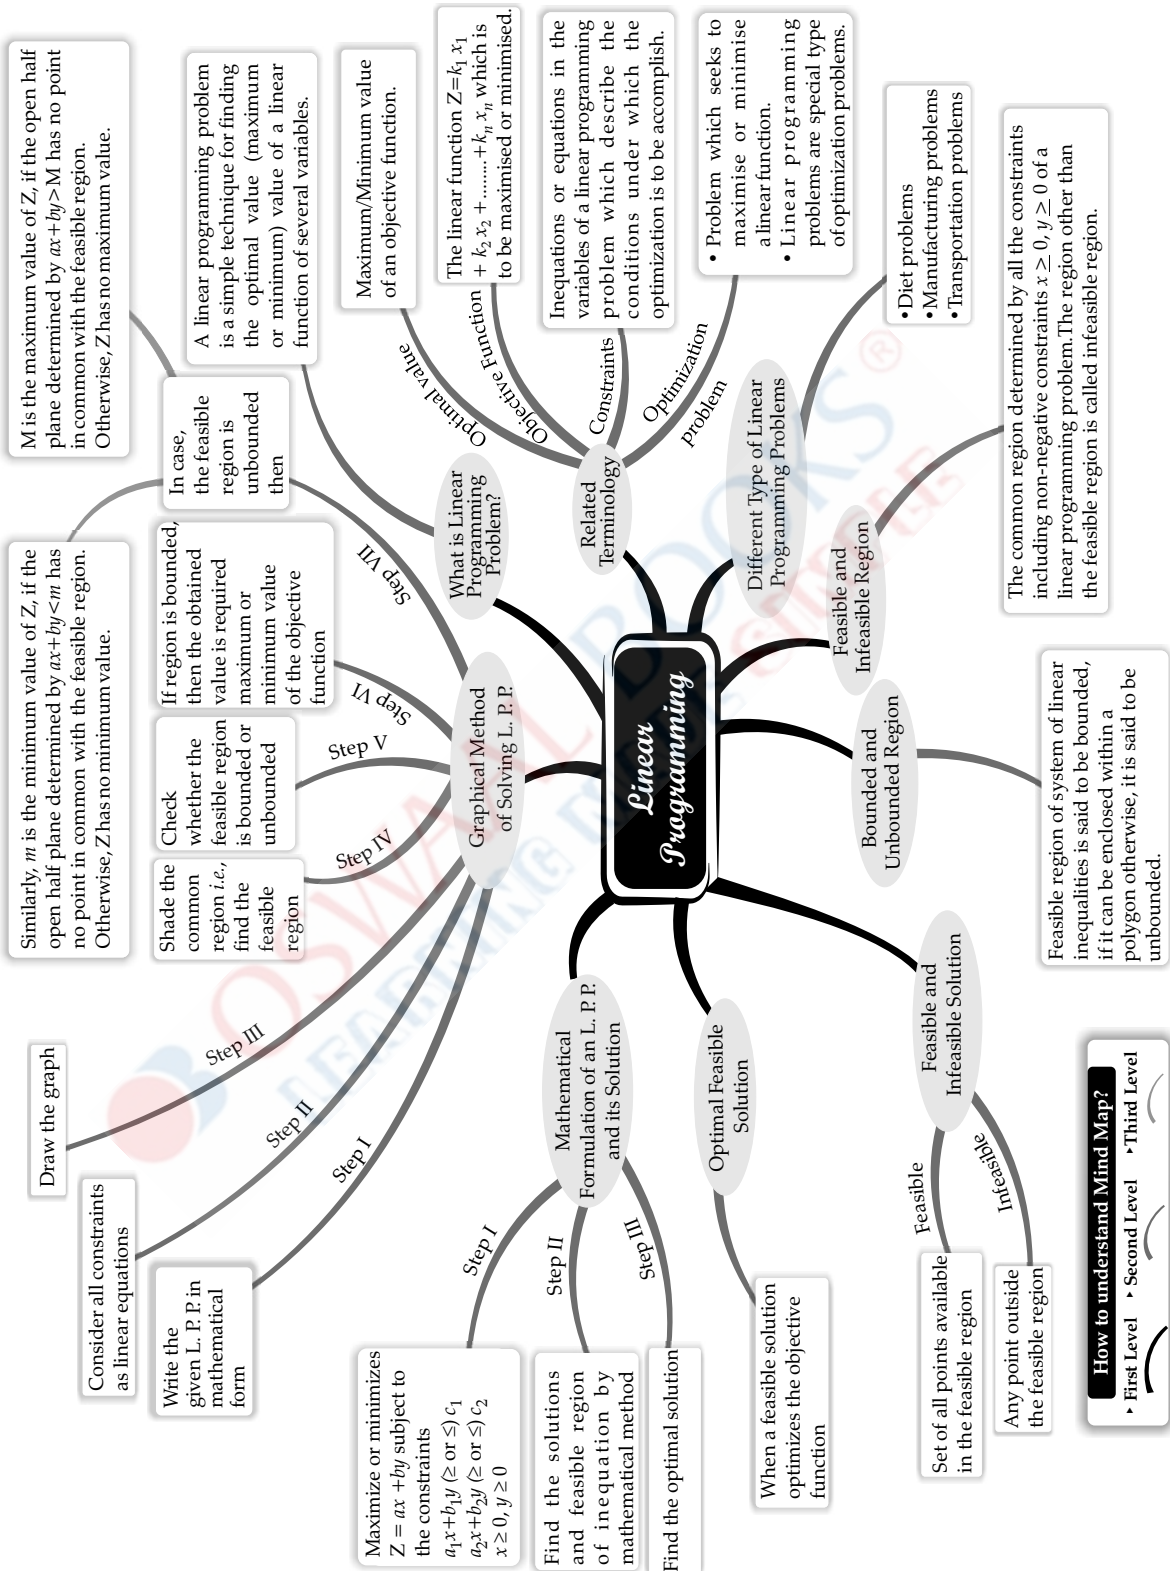 Linear
Programming
What is Linear
Programming
Problem?
A linear programming problem
is a simple technique for finding
the optimal value (maximum
or minimum) value of a linear
function of several variables.
Related
Terminology
Optimal value
Maximum/Minimum value
of an objective function.
Objective Function
The linear function Z=k1 x1
+ k2 x2 +........+kn xn which is
to be maximised or minimised.
Constraints
Inequations or equations in the
variables of a linear programming
problem which describe the
conditions under which the
optimization is to be accomplish.
Optimization
problem
• Problem which seeks to
maximise or minimise
a linear function.
• Linear programming
problems are special type
of optimization problems.
Different Type of Linear
Programming Problems
•Diet problems
•Manufacturing problems
•Transportation problems
Feasible and
Infeasible Region
The common region determined by all the constraints
including non-negative constraints x ≥ 0, y ≥ 0 of a
linear programming problem.The region other than
the feasible region is called infeasible region.
Bounded and
Unbounded Region
Feasible region of system of linear
inequalities is said to be bounded,
if it can be enclosed within a
polygon otherwise, it is said to be
unbounded.
Feasible and
Infeasible Solution
Feasible
Set of all points available
in the feasible region
Infeasible
Any point outside
the feasible region
Optimal Feasible
Solution
When a feasible solution
optimizes the objective
function
Mathematical
Formulation of an L. P. P.
and its Solution
Step I
Maximize or minimizes
Z = ax +by subject to
the constraints
a1x+b1y (≥ or ≤) c1
a2x+b2y (≥ or ≤) c2
x ≥ 0, y ≥ 0
Step II
Find the solutions
and feasible region
of inequation by
mathematical method
Step III
Find the optimal solution
Graphical Method
of Solving L. P. P.
Step I
Write the
given L. P. P. in
mathematical
form
Step II
Consider all constraints
as linear equations
Step III
Draw the graph
Step IV
Shade the
common
region i.e.,
find the
feasible
region
Step V
Check
whether the
feasible region
is bounded or
unbounded
Step VI
If region is bounded,
then the obtained
value is required
maximum or
minimum value
of the objective
function
Step VII
In case,
the feasible
region is
unbounded
then
M is the maximum value of Z, if the open half
plane determined by ax+by>M has no point
in common with the feasible region.
Otherwise, Z has no maximum value.
Similarly, m is the minimum value of Z, if the
open half plane determined by ax+by<m has
no point in common with the feasible region.
Otherwise, Z has no minimum value.
How to understand Mind Map?
▸ First Level ▸ Second Level ▸Third Level
OSWAAL BOOKS ®
LEARNING MADE SIMPLE